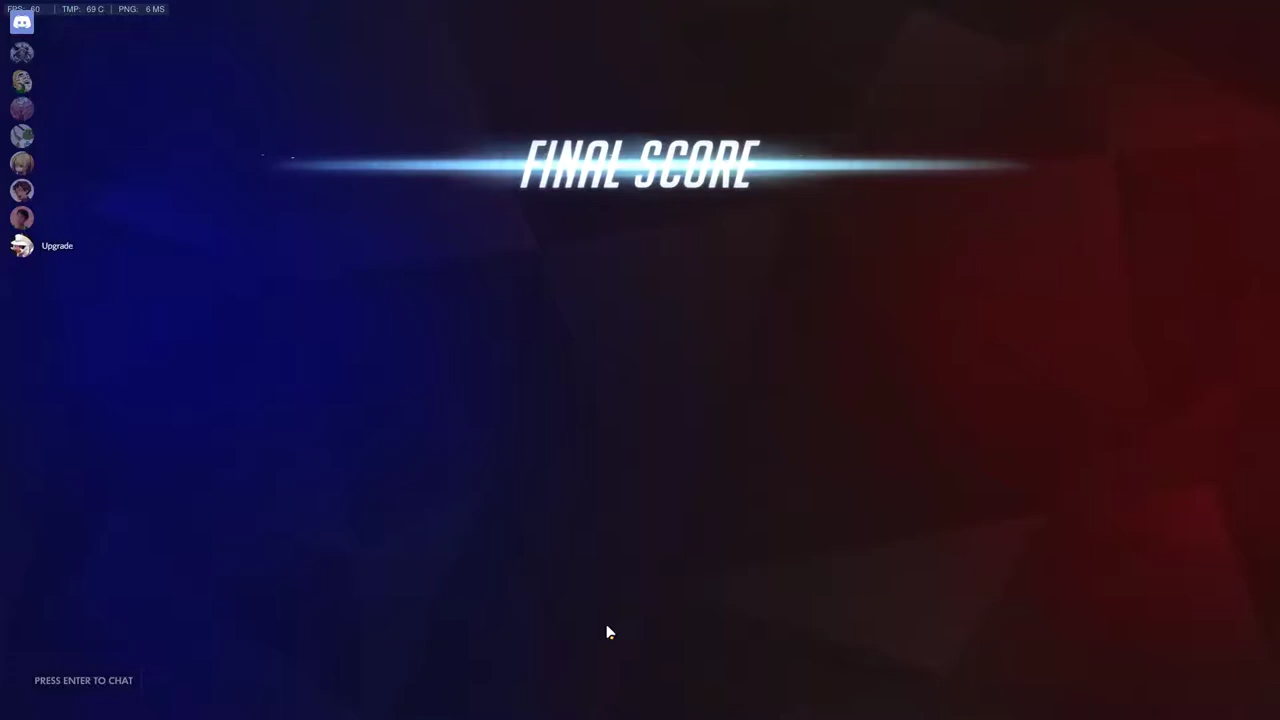 FPS: 60 | TMP: 69 C | PNG: 6 MS
FINAL SCORE
Upgrade
PRESS ENTER TO CHAT